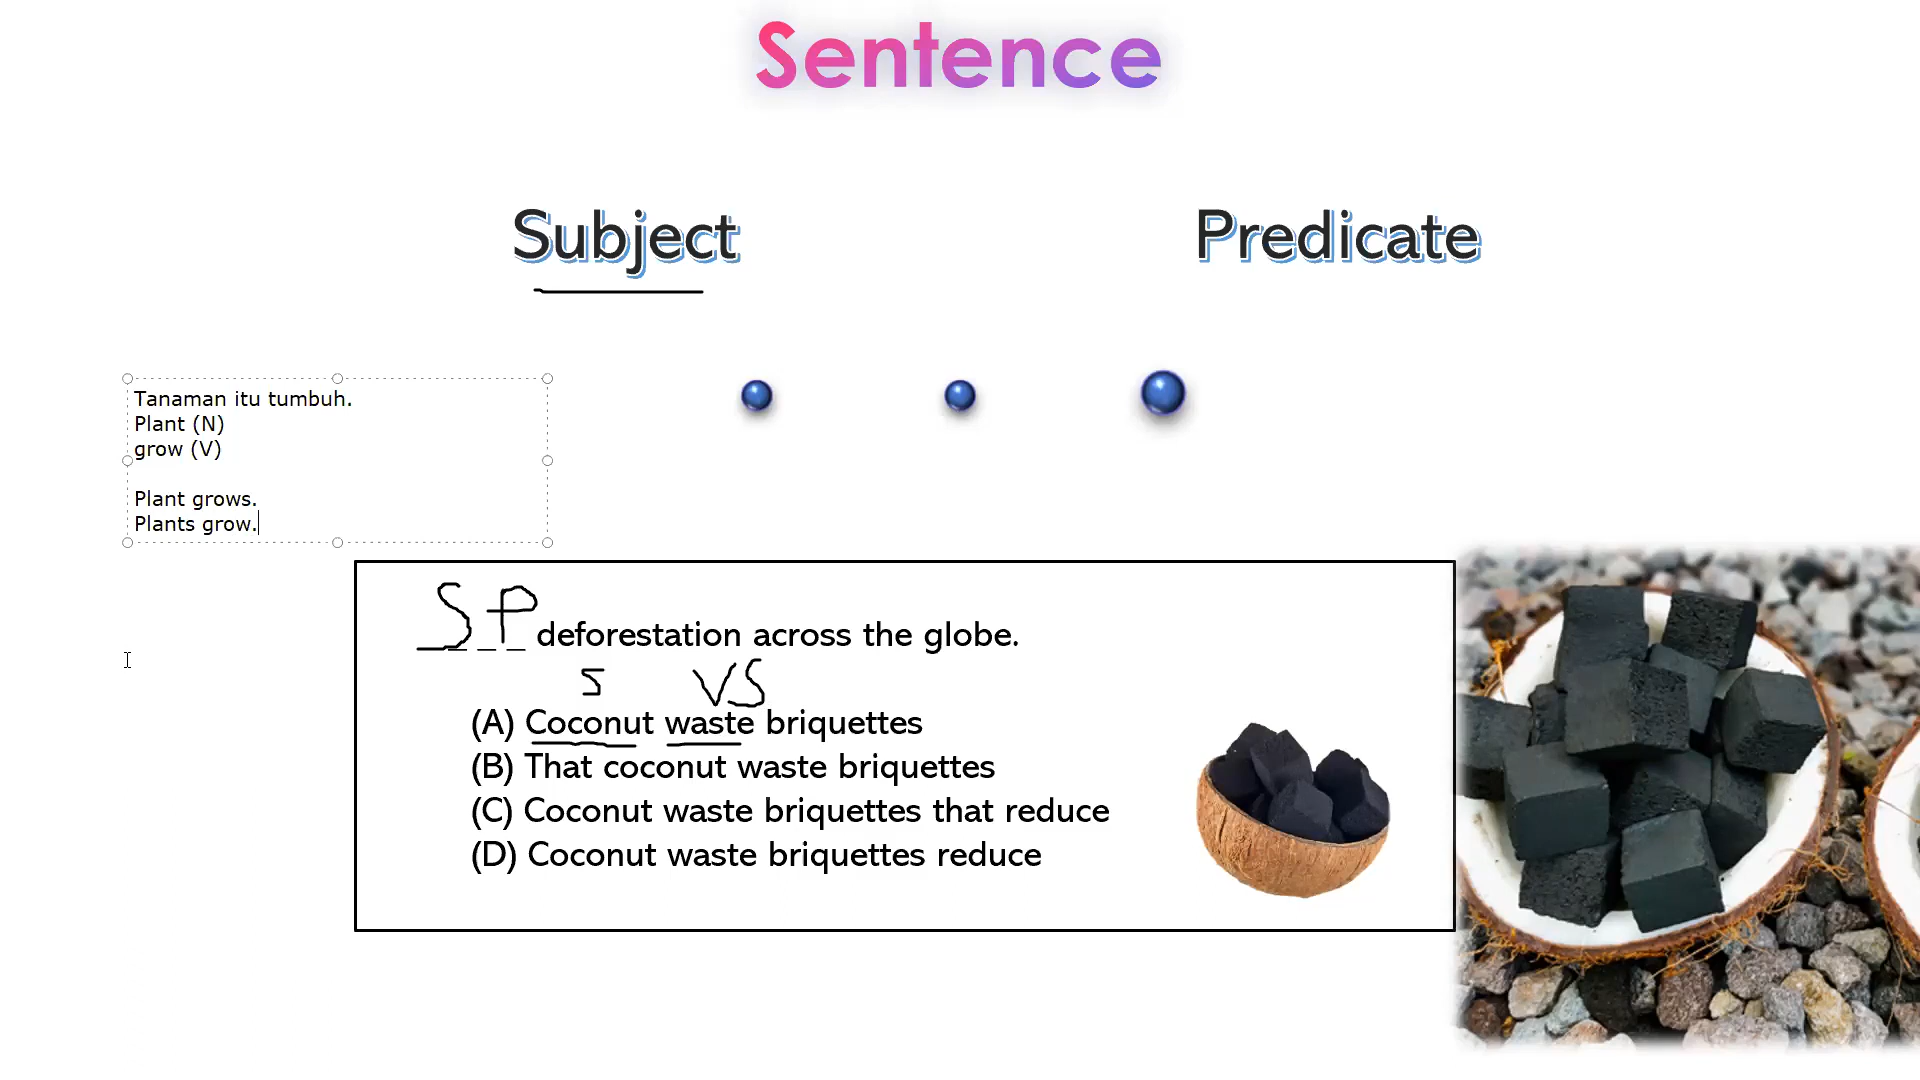 Sentence
Subject Predicate
Tanaman itu tumbuh.
Plant (N)
grow (V)
Plant grows.
Plants grow.
S P
____ deforestation across the globe.
S VS
(A) Coconut waste briquettes
(B) That coconut waste briquettes
(C) Coconut waste briquettes that reduce
(D) Coconut waste briquettes reduce